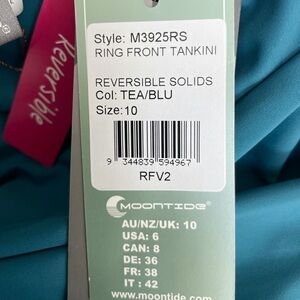 Reversible
Style: M3925RS
RING FRONT TANKINI
REVERSIBLE SOLIDS
Col: TEA/BLU
Size: 10
9 344839 594967
RFV2
MOONTIDE
AU/NZ/UK: 10
USA: 6
CAN: 8
DE: 36
FR: 38
IT : 42
www.moontide.com